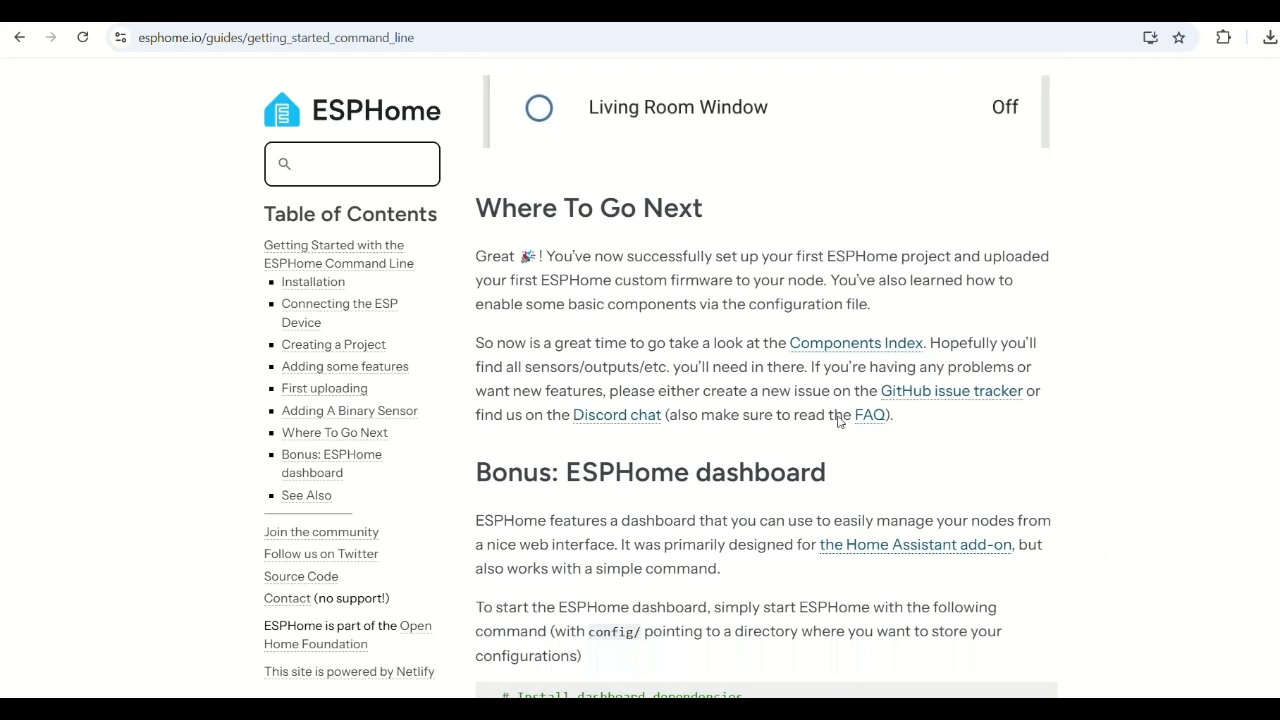 esphome.io/guides/getting_started_command_line
ESPHome
Table of Contents
Getting Started with the
ESPHome Command Line
Installation
Connecting the ESP
Device
Creating a Project
Adding some features
First uploading
Adding A Binary Sensor
Where To Go Next
Bonus: ESPHome
dashboard
See Also
Join the community
Follow us on Twitter
Source Code
Contact (no support!)
ESPHome is part of the Open
Home Foundation
This site is powered by Netlify
Living Room Window Off
Where To Go Next
Great 🎉 ! You’ve now successfully set up your first ESPHome project and uploaded
your first ESPHome custom firmware to your node. You’ve also learned how to
enable some basic components via the configuration file.
So now is a great time to go take a look at the Components Index. Hopefully you’ll
find all sensors/outputs/etc. you’ll need in there. If you’re having any problems or
want new features, please either create a new issue on the GitHub issue tracker or
find us on the Discord chat (also make sure to read the FAQ).
Bonus: ESPHome dashboard
ESPHome features a dashboard that you can use to easily manage your nodes from
a nice web interface. It was primarily designed for the Home Assistant add-on, but
also works with a simple command.
To start the ESPHome dashboard, simply start ESPHome with the following
command (with config/ pointing to a directory where you want to store your
configurations)
# Install dashboard dependencies